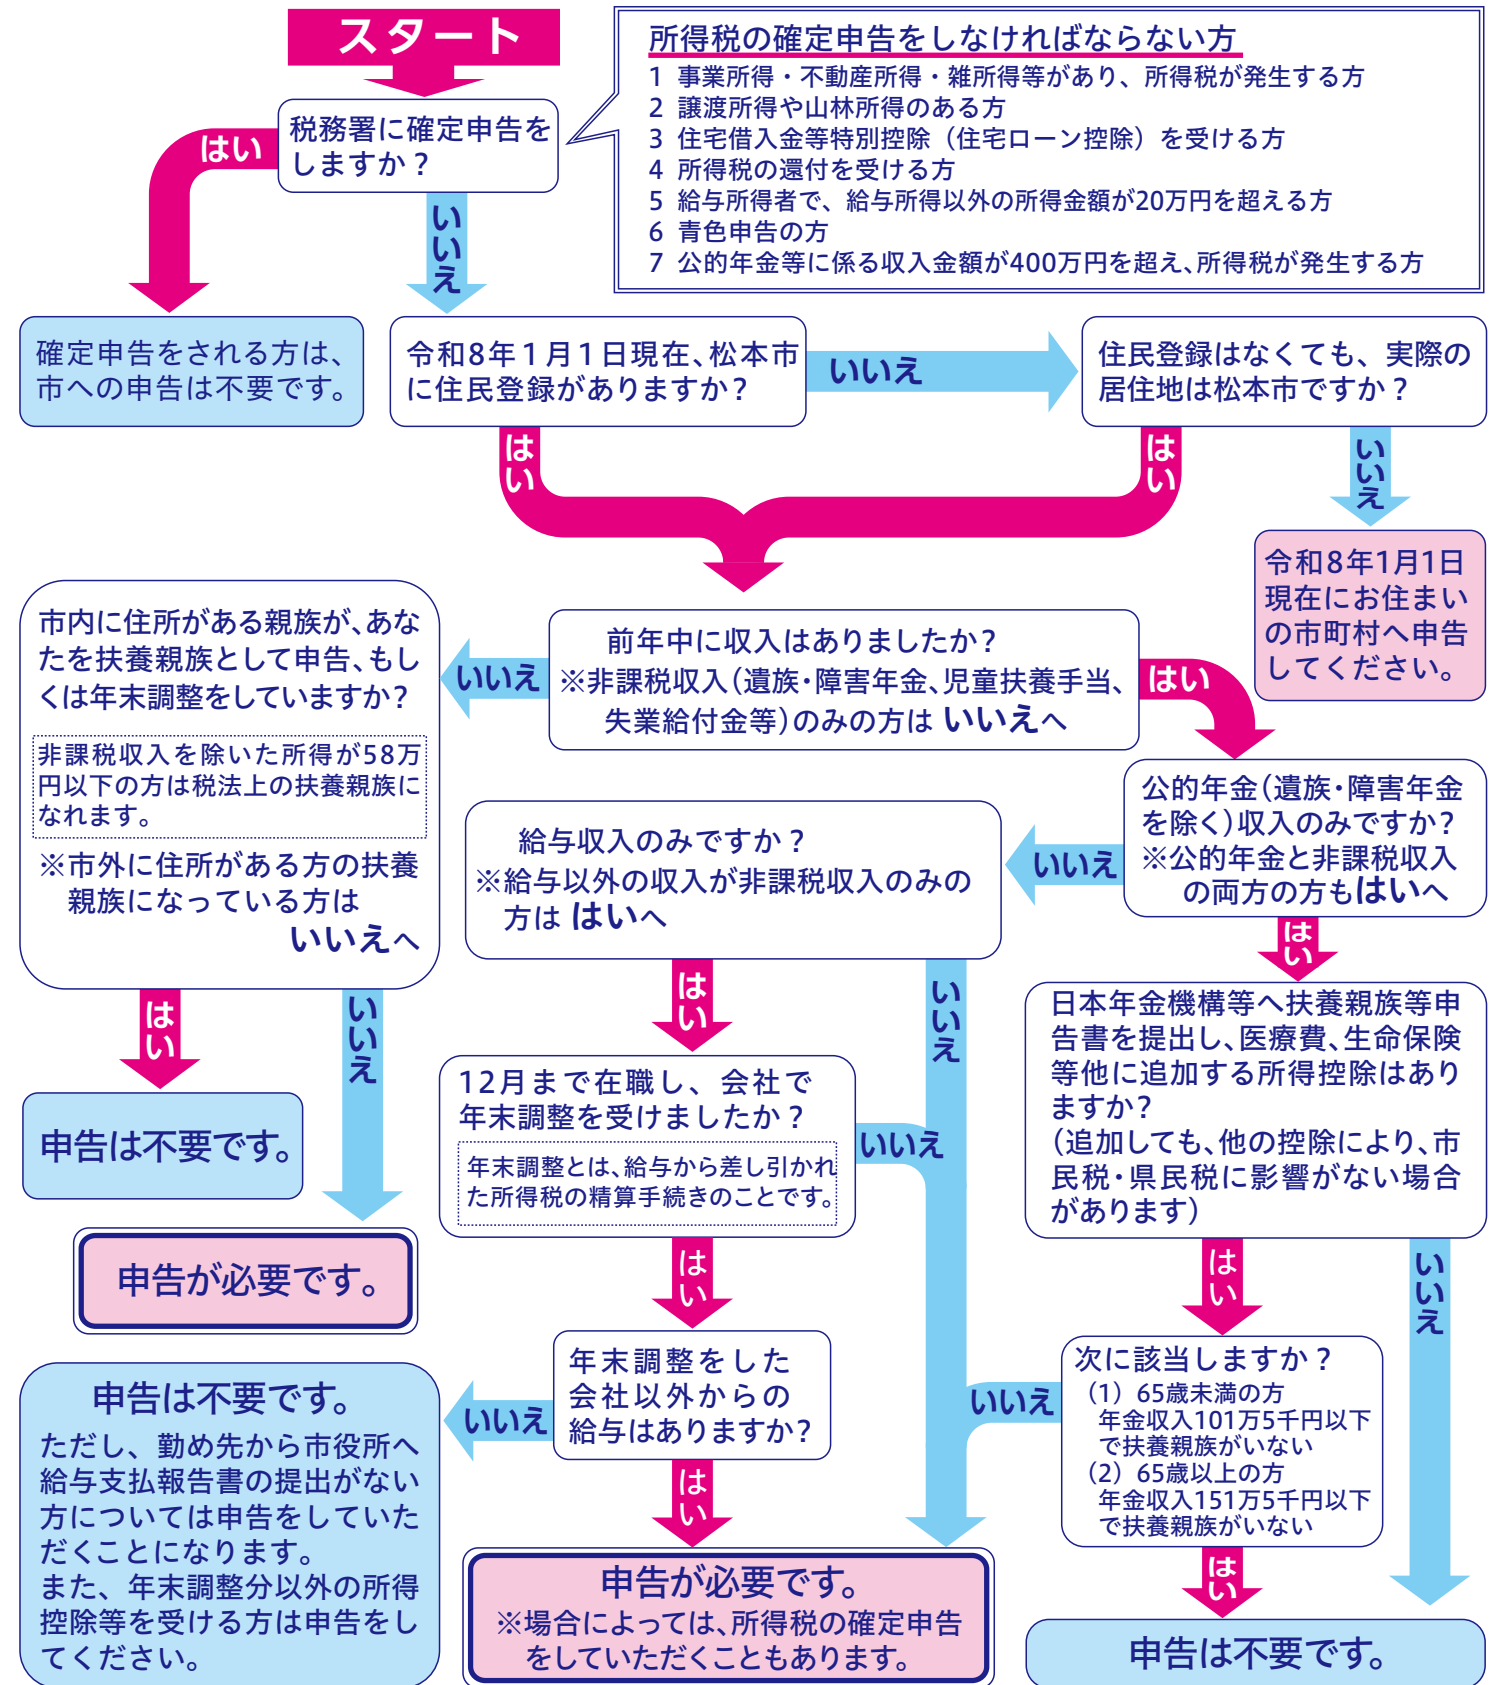 スタート
所得税の確定申告をしなければならない方
1 事業所得・不動産所得・雑所得等があり、所得税が発生する方
2 譲渡所得や山林所得のある方
3 住宅借入金等特別控除（住宅ローン控除）を受ける方
4 所得税の還付を受ける方
5 給与所得者で、給与所得以外の所得金額が20万円を超える方
6 青色申告の方
7 公的年金等に係る収入金額が400万円を超え、所得税が発生する方
税務署に確定申告を
しますか？
はい
いいえ
確定申告をされる方は、
市への申告は不要です。
令和8年1月1日現在、松本市
に住民登録がありますか？
いいえ
住民登録はなくても、実際の
居住地は松本市ですか？
はい
はい
いいえ
令和8年1月1日
現在にお住まい
の市町村へ申告
してください。
市内に住所がある親族が、あな
たを扶養親族として申告、もし
くは年末調整をしていますか？
非課税収入を除いた所得が58万
円以下の方は税法上の扶養親族に
なれます。
※市外に住所がある方の扶養
親族になっている方は
いいえへ
いいえ
前年中に収入はありましたか？
※非課税収入（遺族・障害年金、児童扶養手当、
失業給付金等）のみの方は いいえへ
はい
公的年金（遺族・障害年金
を除く）収入のみですか？
※公的年金と非課税収入
の両方の方もはいへ
いいえ
給与収入のみですか？
※給与以外の収入が非課税収入のみの
方は はいへ
はい
いいえ
はい
いいえ
はい
日本年金機構等へ扶養親族等申
告書を提出し、医療費、生命保険
等他に追加する所得控除はあり
ますか？
（追加しても、他の控除により、市
民税・県民税に影響がない場合
があります）
12月まで在職し、会社で
年末調整を受けましたか？
年末調整とは、給与から差し引かれ
た所得税の精算手続きのことです。
いいえ
申告は不要です。
申告が必要です。
はい
はい
いいえ
年末調整をした
会社以外からの
給与はありますか？
いいえ
次に該当しますか？
（1）65歳未満の方
年金収入101万5千円以下
で扶養親族がいない
（2）65歳以上の方
年金収入151万5千円以下
で扶養親族がいない
いいえ
申告は不要です。
ただし、勤め先から市役所へ
給与支払報告書の提出がない
方については申告をしていた
だくことになります。
また、年末調整分以外の所得
控除等を受ける方は申告をし
てください。
はい
はい
申告が必要です。
※場合によっては、所得税の確定申告
をしていただくこともあります。
申告は不要です。